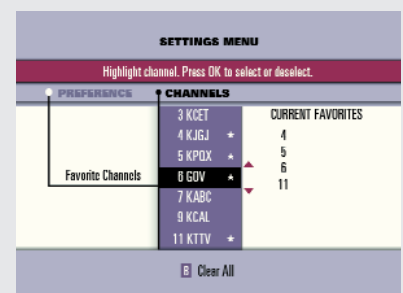 SETTINGS MENU
Highlight channel. Press OK to select or deselect.
PREFERENCE CHANNELS
3 KCET CURRENT FAVORITES
4 KJGJ ★ 4
5 KPQX ★ 5
Favorite Channels 6 GOV ★ 6
7 KABC 11
9 KCAL
11 KTTV ★
B Clear All